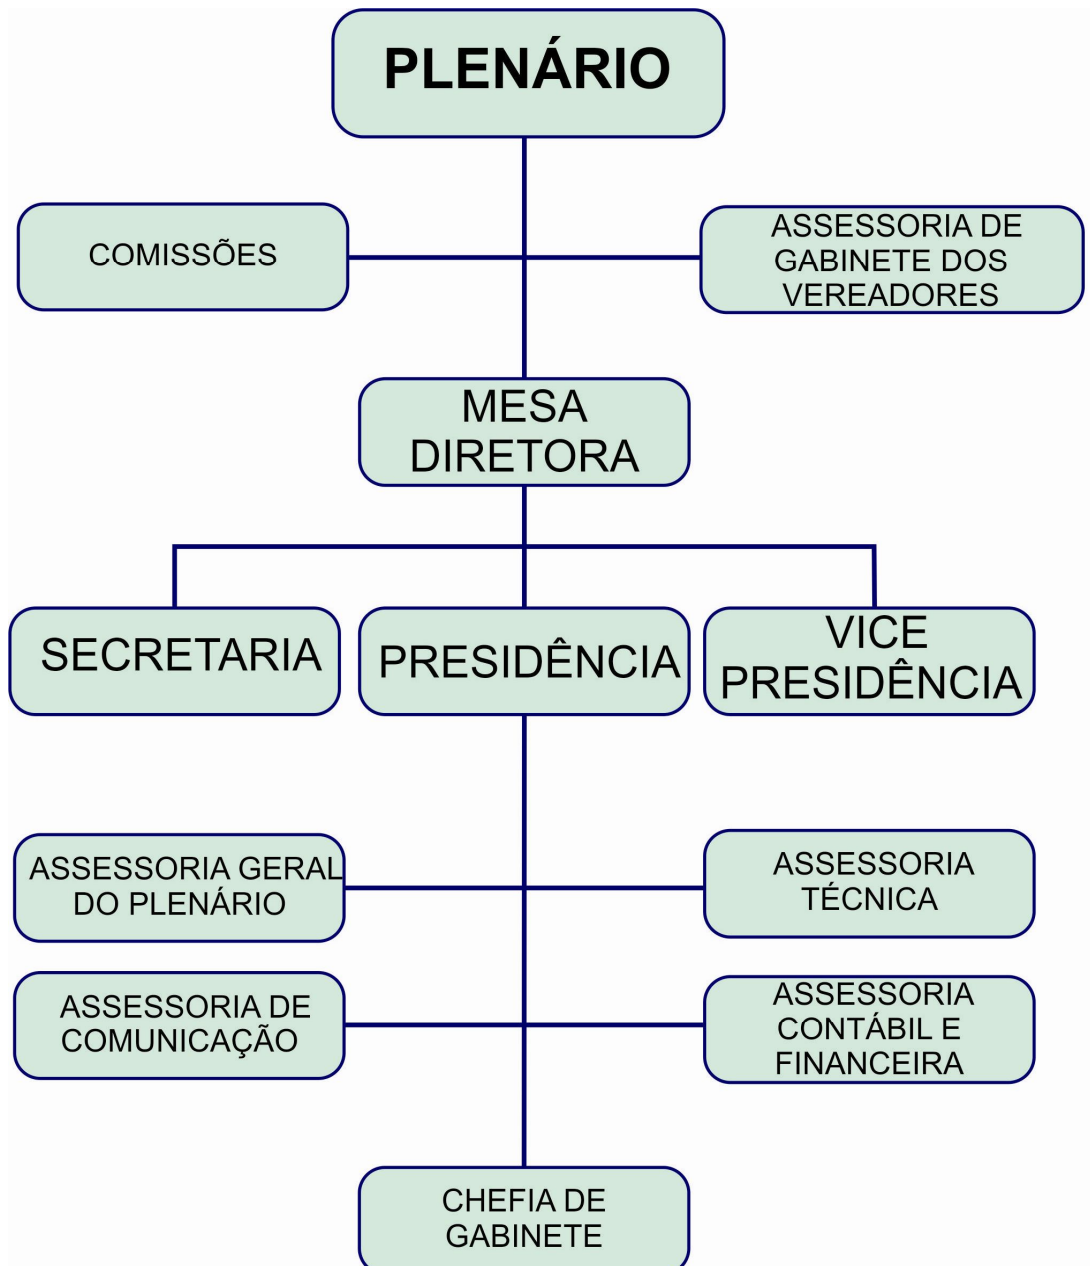 PLENÁRIO
COMISSÕES
ASSESSORIA DE
GABINETE DOS
VEREADORES
MESA
DIRETORA
SECRETARIA
PRESIDÊNCIA
VICE
PRESIDÊNCIA
ASSESSORIA GERAL
DO PLENÁRIO
ASSESSORIA
TÉCNICA
ASSESSORIA DE
COMUNICAÇÃO
ASSESSORIA
CONTÁBIL E
FINANCEIRA
CHEFIA DE
GABINETE